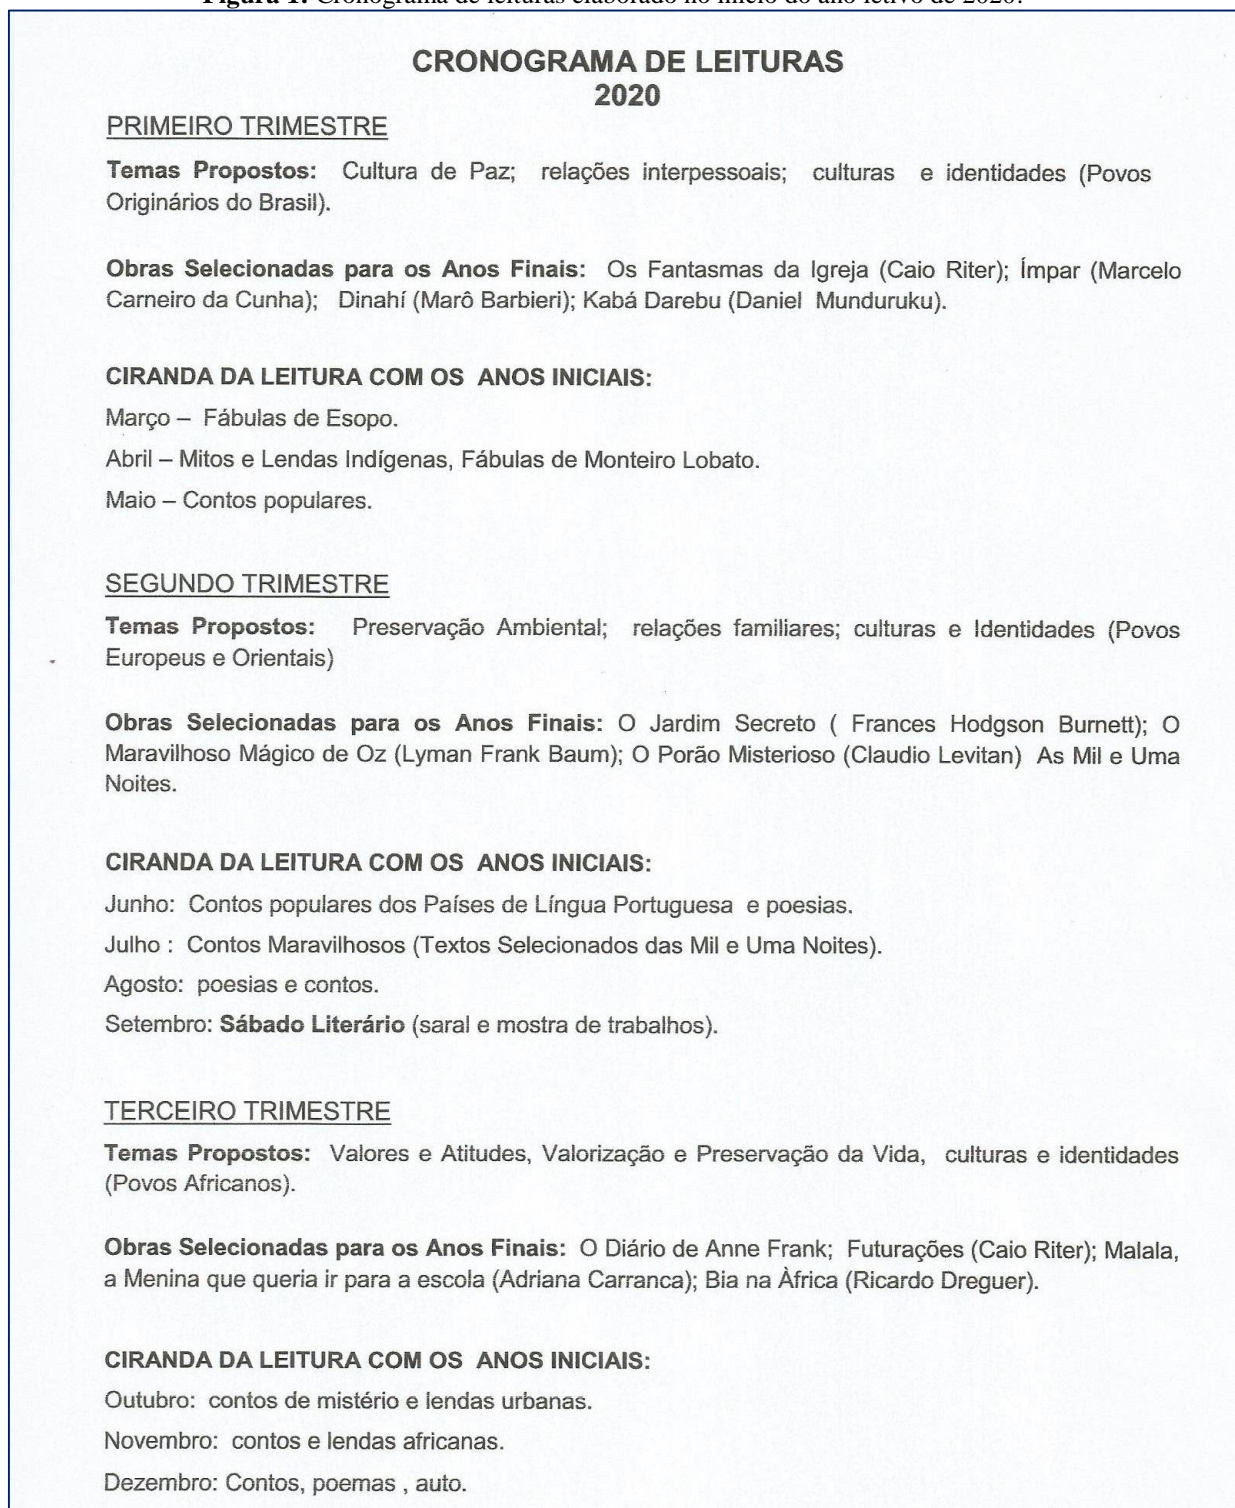 Figura 1: Cronograma de leituras elaborado no início do ano letivo de 2020.
CRONOGRAMA DE LEITURAS
2020
PRIMEIRO TRIMESTRE
Temas Propostos: Cultura de Paz; relações interpessoais; culturas e identidades (Povos
Originários do Brasil).
Obras Selecionadas para os Anos Finais: Os Fantasmas da Igreja (Caio Riter); Ímpar (Marcelo
Carneiro da Cunha); Dinahí (Marô Barbieri); Kabá Darebu (Daniel Munduruku).
CIRANDA DA LEITURA COM OS ANOS INICIAIS:
Março – Fábulas de Esopo.
Abril – Mitos e Lendas Indígenas, Fábulas de Monteiro Lobato.
Maio – Contos populares.
SEGUNDO TRIMESTRE
Temas Propostos: Preservação Ambiental; relações familiares; culturas e Identidades (Povos
Europeus e Orientais)
Obras Selecionadas para os Anos Finais: O Jardim Secreto ( Frances Hodgson Burnett); O
Maravilhoso Mágico de Oz (Lyman Frank Baum); O Porão Misterioso (Claudio Levitan) As Mil e Uma
Noites.
CIRANDA DA LEITURA COM OS ANOS INICIAIS:
Junho: Contos populares dos Países de Língua Portuguesa e poesias.
Julho : Contos Maravilhosos (Textos Selecionados das Mil e Uma Noites).
Agosto: poesias e contos.
Setembro: Sábado Literário (saral e mostra de trabalhos).
TERCEIRO TRIMESTRE
Temas Propostos: Valores e Atitudes, Valorização e Preservação da Vida, culturas e identidades
(Povos Africanos).
Obras Selecionadas para os Anos Finais: O Diário de Anne Frank; Futurações (Caio Riter); Malala,
a Menina que queria ir para a escola (Adriana Carranca); Bia na Àfrica (Ricardo Dreguer).
CIRANDA DA LEITURA COM OS ANOS INICIAIS:
Outubro: contos de mistério e lendas urbanas.
Novembro: contos e lendas africanas.
Dezembro: Contos, poemas , auto.